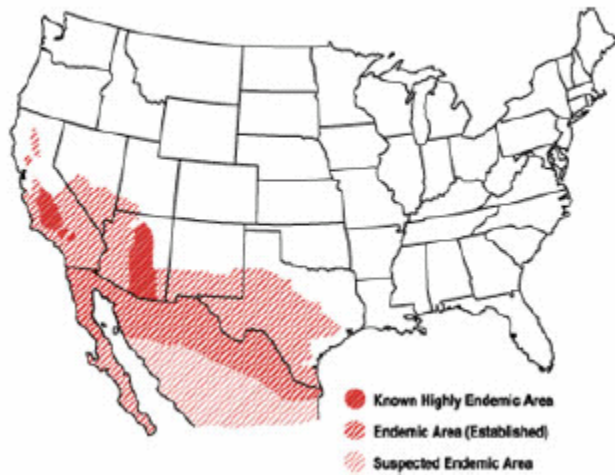 Known Highly Endemic Area
Endemic Area (Established)
Suspected Endemic Area